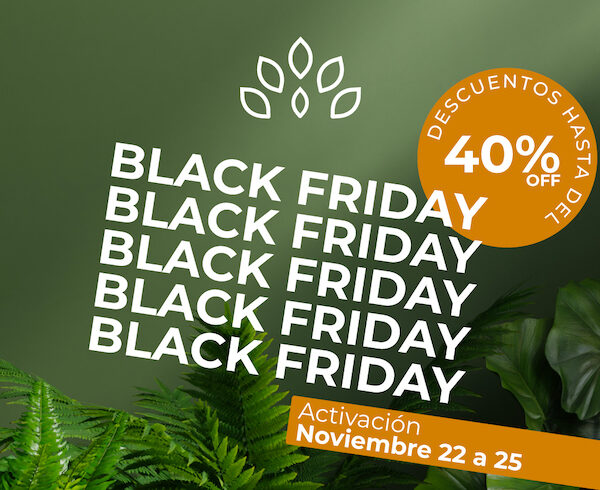 DESCUENTOS HASTA DEL
40%
OFF
BLACK FRIDAY
BLACK FRIDAY
BLACK FRIDAY
BLACK FRIDAY
BLACK FRIDAY
Activación
Noviembre 22 a 25